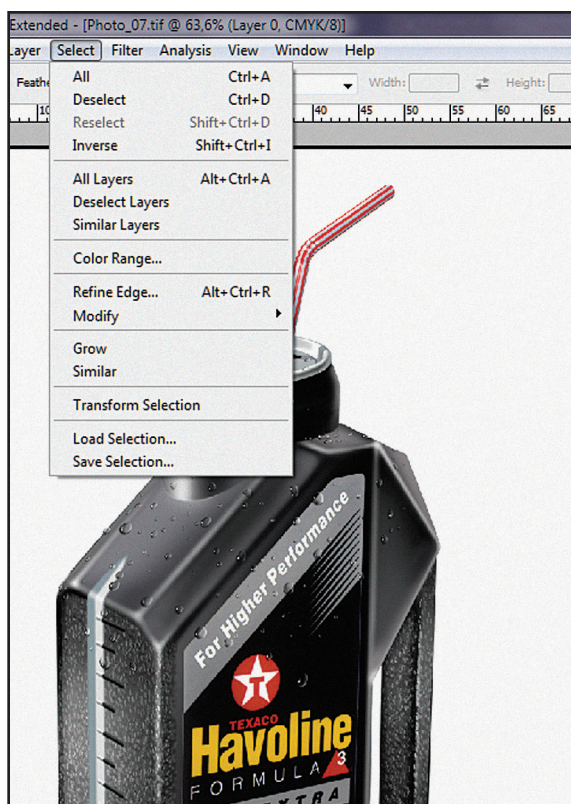 Extended - [Photo_07.tif @ 63,6% (Layer 0, CMYK/8)]
Layer Select Filter Analysis View Window Help
Width: Height:
40 45 50 55 60 65
All Ctrl+A
Deselect Ctrl+D
Reselect Shift+Ctrl+D
Inverse Shift+Ctrl+I
All Layers Alt+Ctrl+A
Deselect Layers
Similar Layers
Color Range...
Refine Edge... Alt+Ctrl+R
Modify
Grow
Similar
Transform Selection
Load Selection...
Save Selection...
For Higher Performance
T
TEXACO
Havoline
FORMULA 3
EXTRA